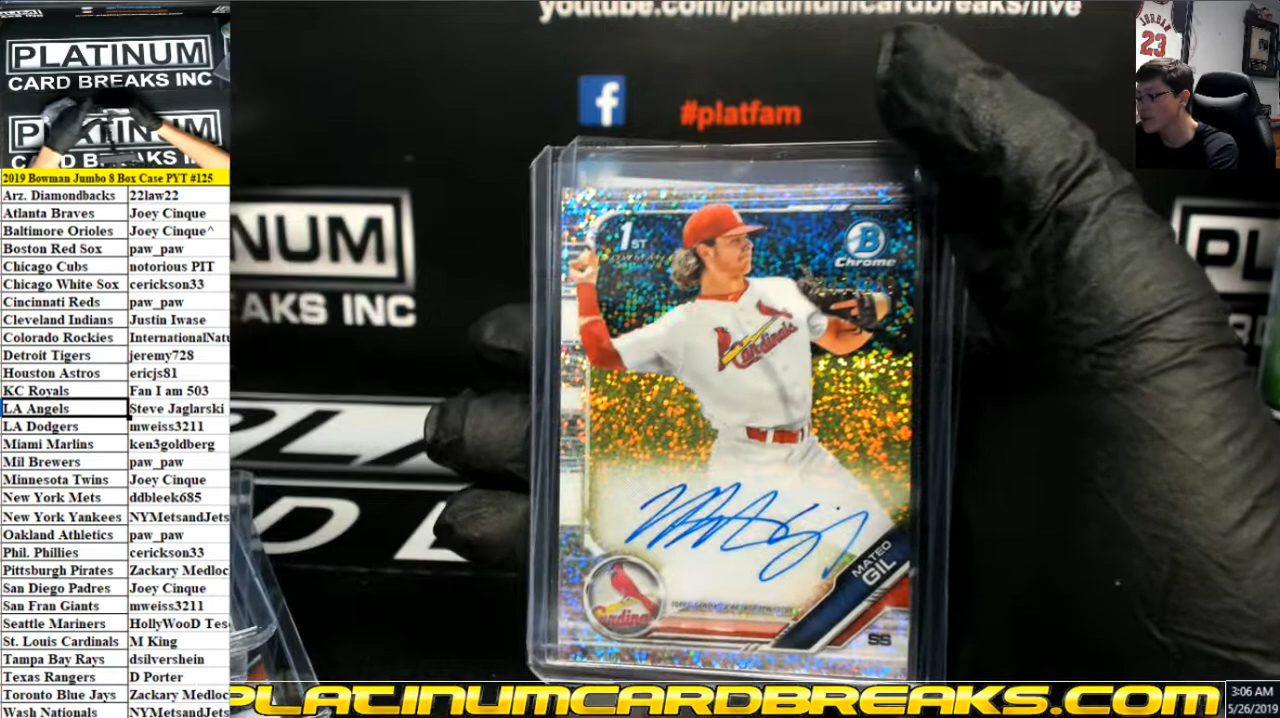 youtube.com/platinumcardbreaks/live
PLATINUM
CARD BREAKS INC
JORDAN
23
f
#platfam
2019 Bowman Jumbo 8 Box Case PYT #125
Arz. Diamondbacks 22law22
Atlanta Braves Joey Cinque
Baltimore Orioles Joey Cinque^
Boston Red Sox paw_paw
Chicago Cubs notorious PIT
Chicago White Sox cerickson33
Cincinnati Reds paw_paw
Cleveland Indians Justin Iwase
Colorado Rockies InternationalNatu
Detroit Tigers jeremy728
Houston Astros ericjs81
KC Royals Fan I am 503
LA Angels Steve Jaglarski
LA Dodgers mweiss3211
Miami Marlins ken3goldberg
Mil Brewers paw_paw
Minnesota Twins Joey Cinque
New York Mets ddbleek685
New York Yankees NYMetsandJets
Oakland Athletics paw_paw
Phil. Phillies cerickson33
Pittsburgh Pirates Zackary Medloc
San Diego Padres Joey Cinque
San Fran Giants mweiss3211
Seattle Mariners HollyWooD Tes
St. Louis Cardinals M King
Tampa Bay Rays dsilvershein
Texas Rangers D Porter
Toronto Blue Jays Zackary Medloc
Wash Nationals NYMetsandJets
NUM
AKS INC
1ST
B
Chrome
Cardinals
MATEO
GIL
SS
PLATINUMCARDBREAKS.COM
3:06 AM
5/26/2019